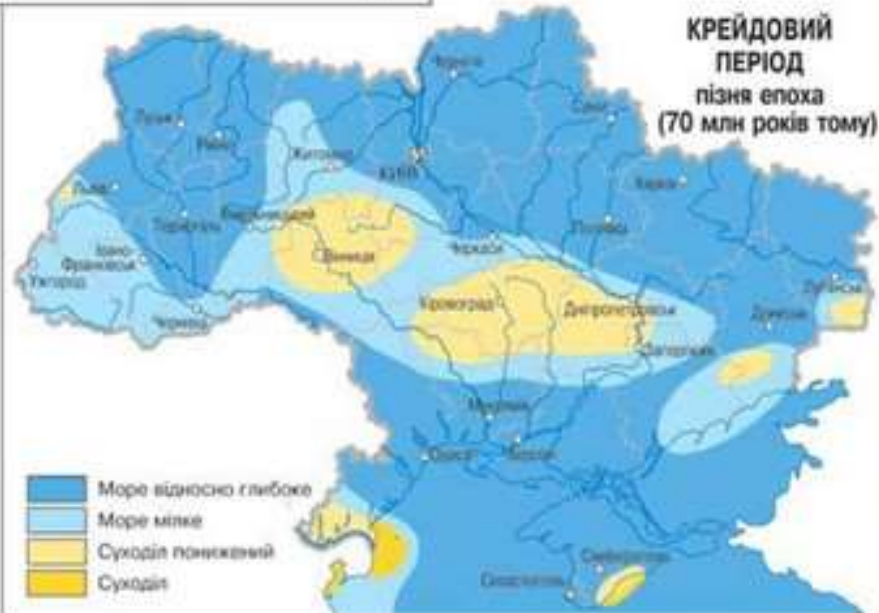 КРЕЙДОВИЙ
ПЕРІОД
пізня епоха
(70 млн років тому)
Чернігів
Суми
Луцьк
Рівне
Житомир
КИЇВ
Львів
Харків
Тернопіль
Хмельницький
Полтава
Вінниця
Черкаси
Івано-
Франківськ
Ужгород
Луганськ
Чернівці
Кіровоград
Дніпропетровськ
Донецьк
Запоріжжя
Миколаїв
Одеса
Херсон
Сімферополь
Севастополь
Море відносно глибоке
Море мілке
Суходіл понижений
Суходіл